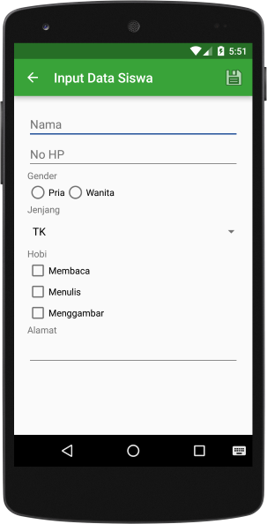 5:51
Input Data Siswa
Nama
No HP
Gender
Pria Wanita
Jenjang
TK
Hobi
Membaca
Menulis
Menggambar
Alamat